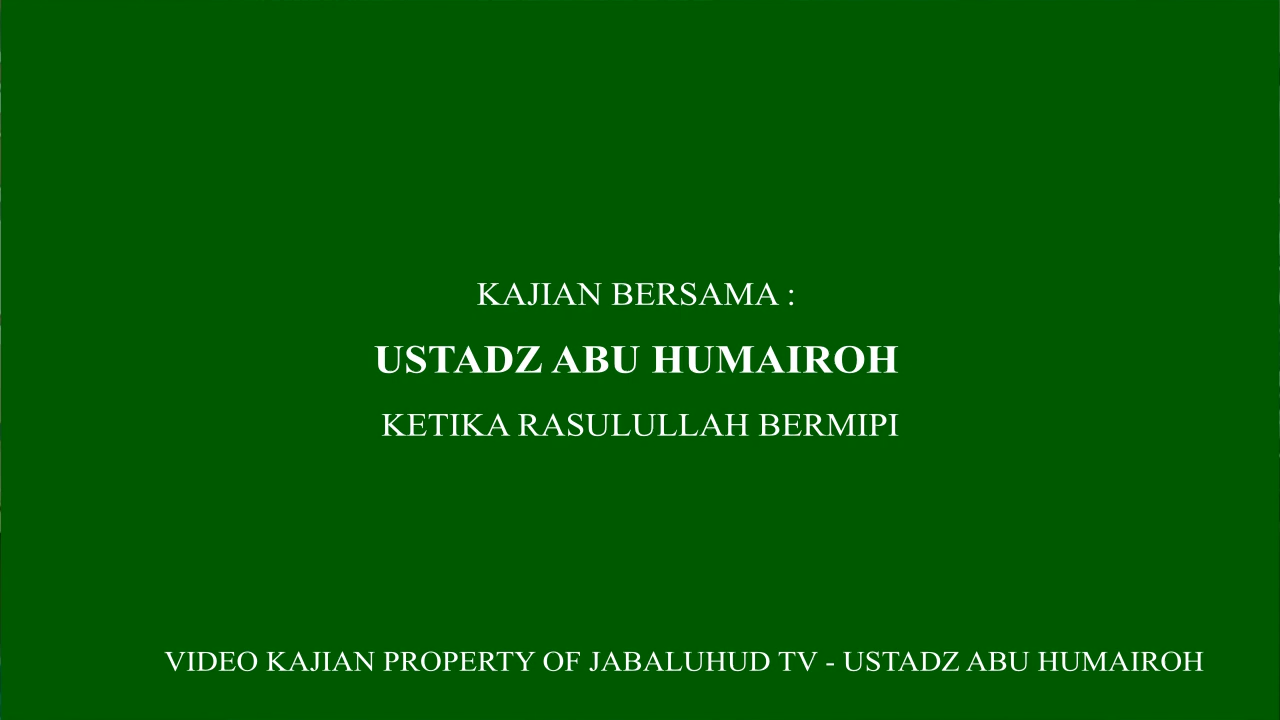 KAJIAN BERSAMA :
USTADZ ABU HUMAIROH
KETIKA RASULULLAH BERMIPI
VIDEO KAJIAN PROPERTY OF JABALUHUD TV - USTADZ ABU HUMAIROH